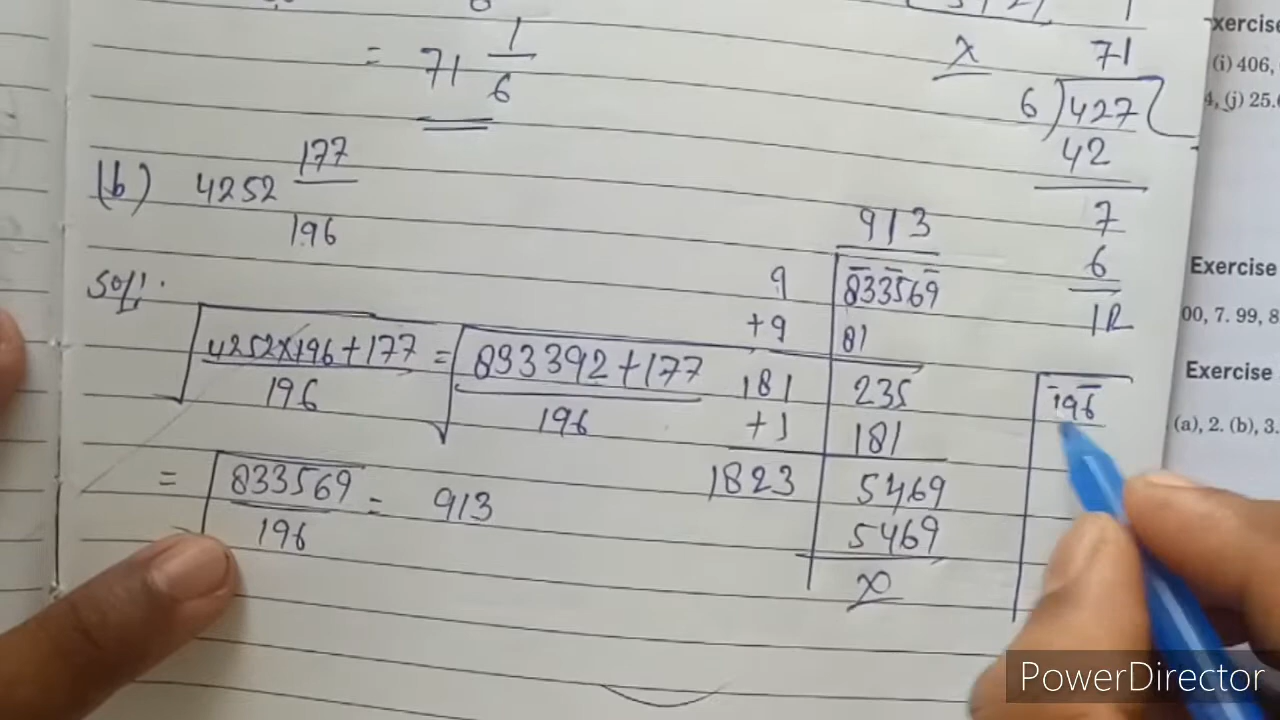 = 71 1/6
x 71
6)427
42
7
6
1R
(b) 4252 177/196
Sol:
√(4252×196+177)/196 = √(833392+177)/196
= √833569/196 = 913
913
9 833569
+9 81
181 235
+1 181
1823 5469
5469
x
196
xercise
(i) 406,
4, (j) 25.
Exercise
00, 7. 99, 8
Exercise
(a), 2. (b), 3.
PowerDirector